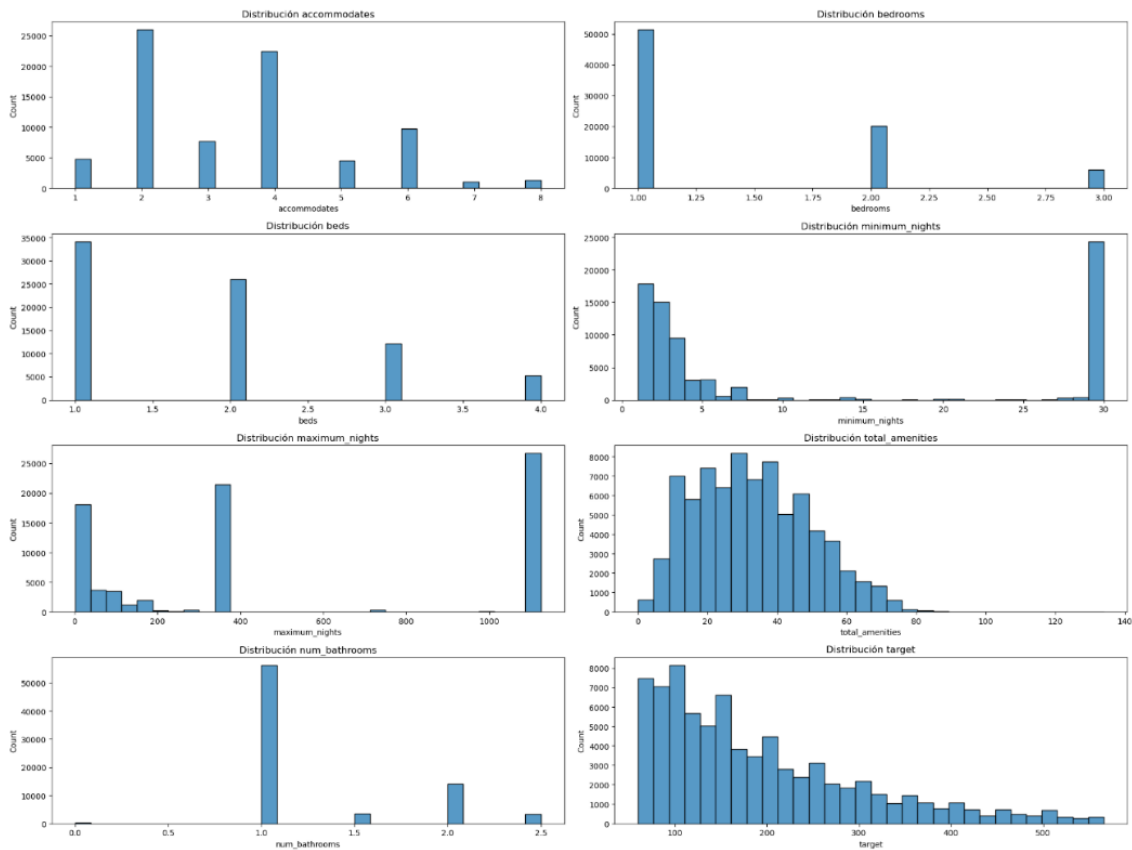 Distribución accommodates
Count
25000
20000
15000
10000
5000
0
1 2 3 4 5 6 7 8
accommodates
Distribución bedrooms
Count
50000
40000
30000
20000
10000
0
1.00 1.25 1.50 1.75 2.00 2.25 2.50 2.75 3.00
bedrooms
Distribución beds
Count
35000
30000
25000
20000
15000
10000
5000
0
1.0 1.5 2.0 2.5 3.0 3.5 4.0
beds
Distribución minimum_nights
Count
25000
20000
15000
10000
5000
0
0 5 10 15 20 25 30
minimum_nights
Distribución maximum_nights
Count
25000
20000
15000
10000
5000
0
0 200 400 600 800 1000
maximum_nights
Distribución total_amenities
Count
8000
7000
6000
5000
4000
3000
2000
1000
0
0 20 40 60 80 100 120 140
total_amenities
Distribución num_bathrooms
Count
50000
40000
30000
20000
10000
0
0.0 0.5 1.0 1.5 2.0 2.5
num_bathrooms
Distribución target
Count
8000
7000
6000
5000
4000
3000
2000
1000
0
100 200 300 400 500
target